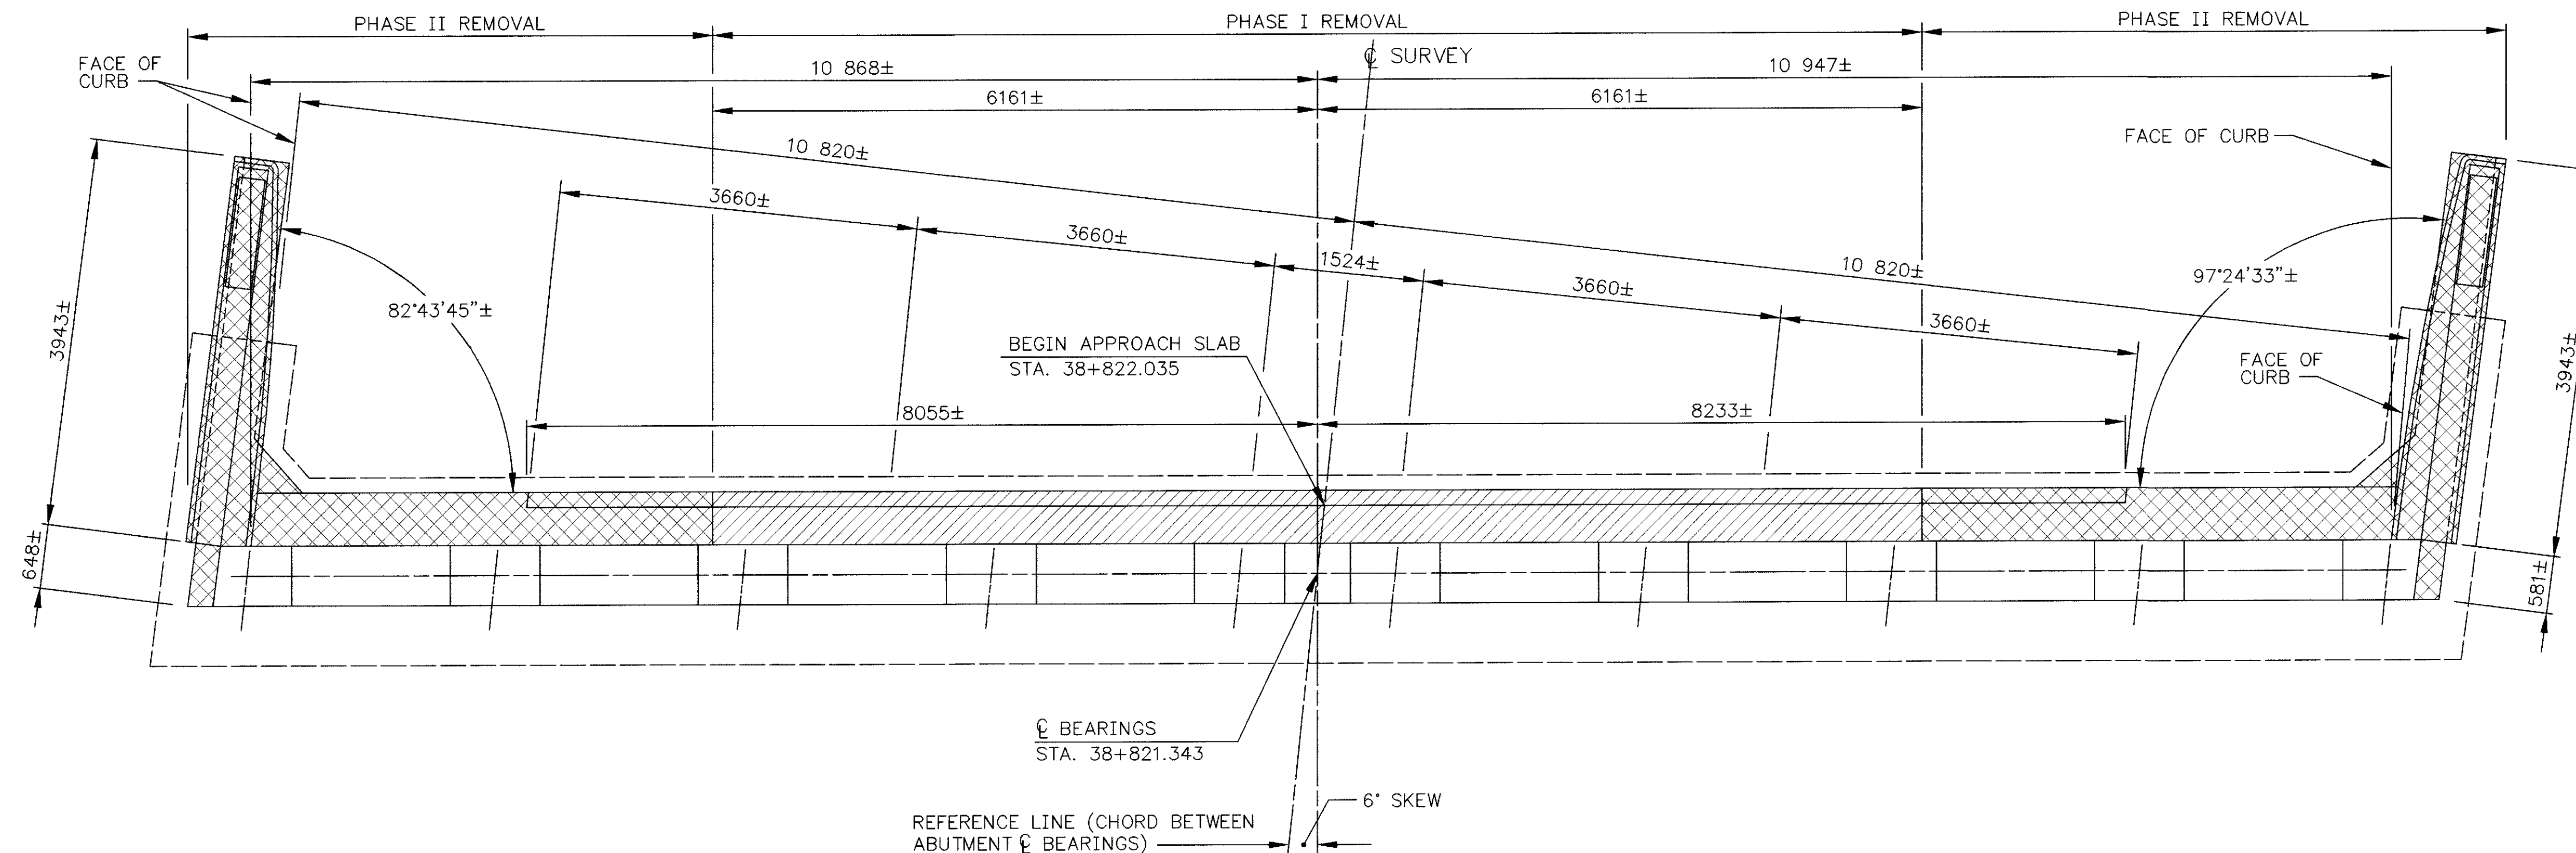 PHASE II REMOVAL
PHASE I REMOVAL
PHASE II REMOVAL
FACE OF
CURB
℄ SURVEY
10 868±
10 947±
6161±
6161±
FACE OF CURB
10 820±
3660±
3660±
1524±
10 820±
3660±
3660±
82°43'45"±
97°24'33"±
3943±
3943±
BEGIN APPROACH SLAB
STA. 38+822.035
FACE OF
CURB
8055±
8233±
648±
581±
℄ BEARINGS
STA. 38+821.343
6° SKEW
REFERENCE LINE (CHORD BETWEEN
ABUTMENT ℄ BEARINGS)